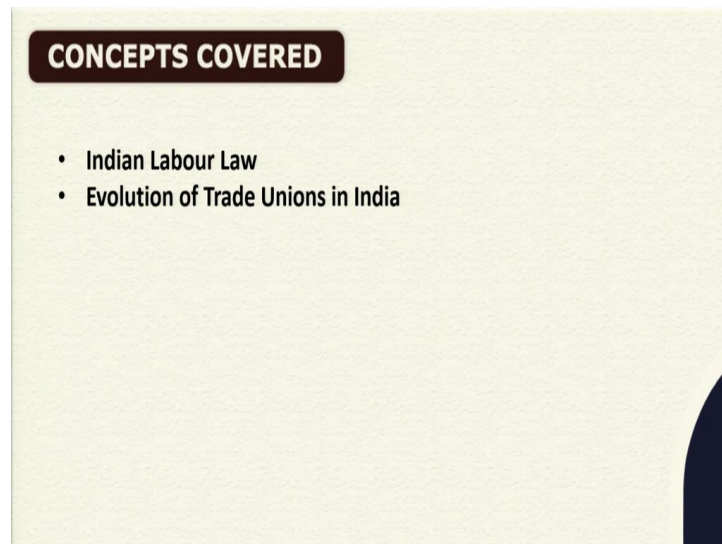 CONCEPTS COVERED
• Indian Labour Law
• Evolution of Trade Unions in India